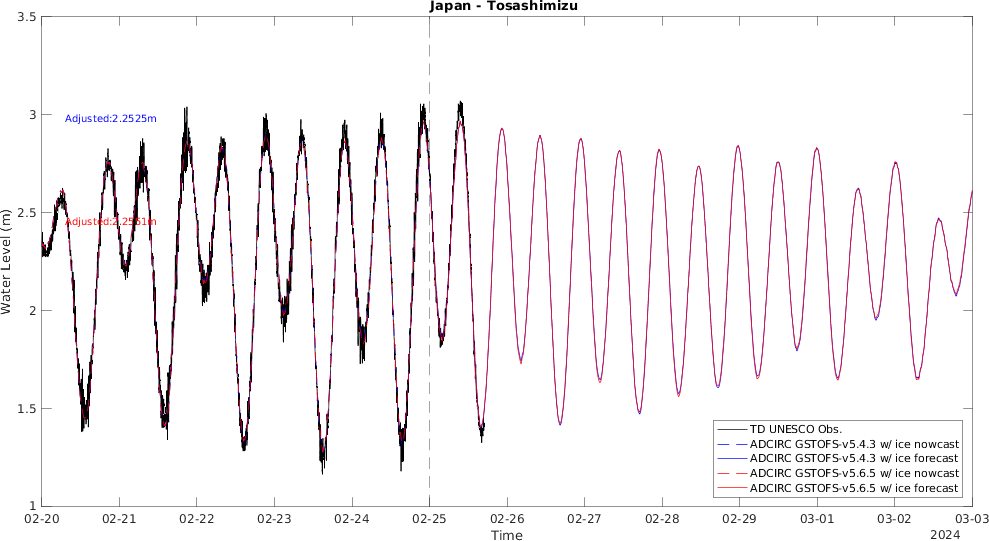 Japan - Tosashimizu
3.5
3
2.5
2
1.5
1
Water Level (m)
Adjusted:2.2525m
Adjusted:2.2551m
TD UNESCO Obs.
ADCIRC GSTOFS-v5.4.3 w/ ice nowcast
ADCIRC GSTOFS-v5.4.3 w/ ice forecast
ADCIRC GSTOFS-v5.6.5 w/ ice nowcast
ADCIRC GSTOFS-v5.6.5 w/ ice forecast
02-20 02-21 02-22 02-23 02-24 02-25 02-26 02-27 02-28 02-29 03-01 03-02 03-03
Time
2024